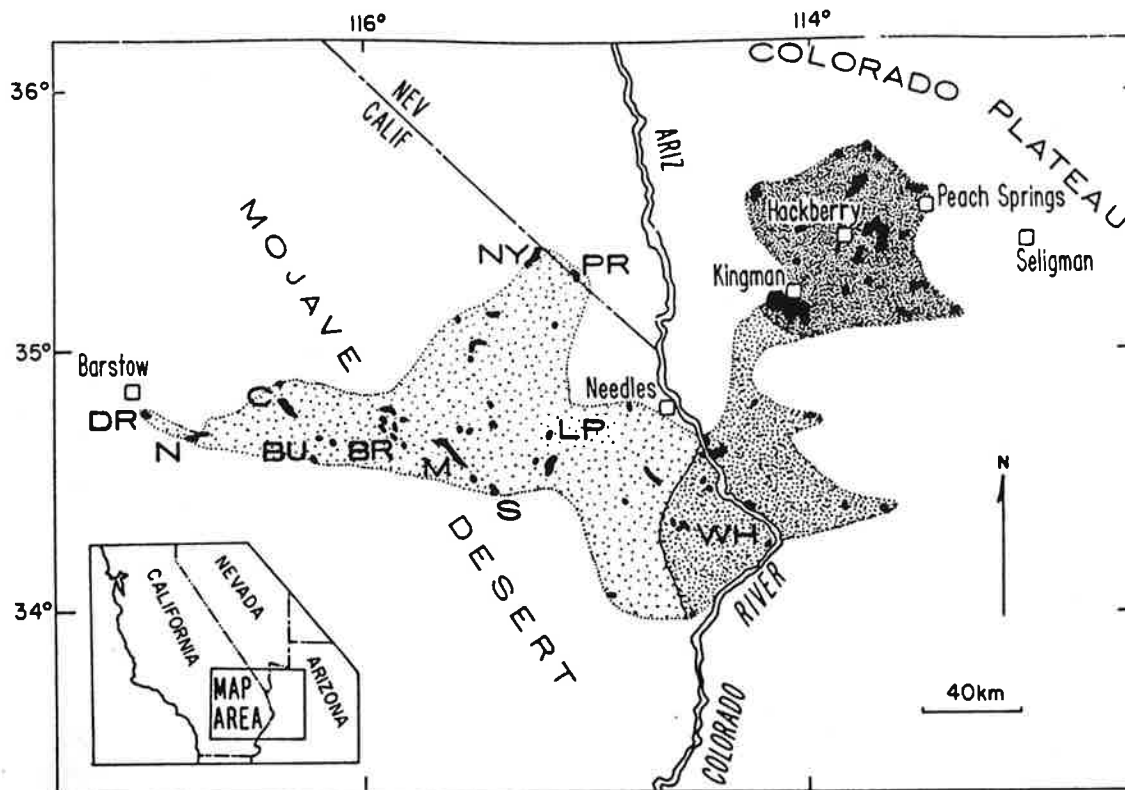 116°
114°
COLORADO PLATEAU
36°
NEV
CALIF
ARIZ
MOJAVE
DESERT
Peach Springs
Hackberry
Seligman
NY
PR
Kingman
35°
Barstow
Needles
C
DR
LP
N
BU
BR
M
S
N
WH
34°
RIVER
COLORADO
40km
NEVADA
CALIFORNIA
ARIZONA
MAP
AREA